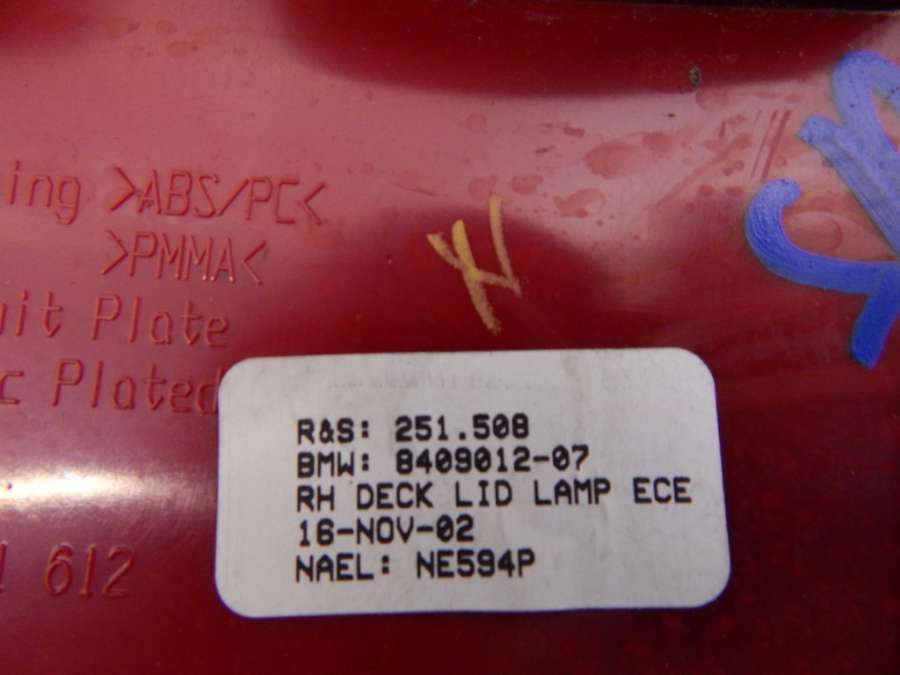 ing >ABS/PC<
>PMMA<
it Plate
c Plated
R&S: 251.508
BMW: 8409012-07
RH DECK LID LAMP ECE
16-NOV-02
NAEL: NE594P
612